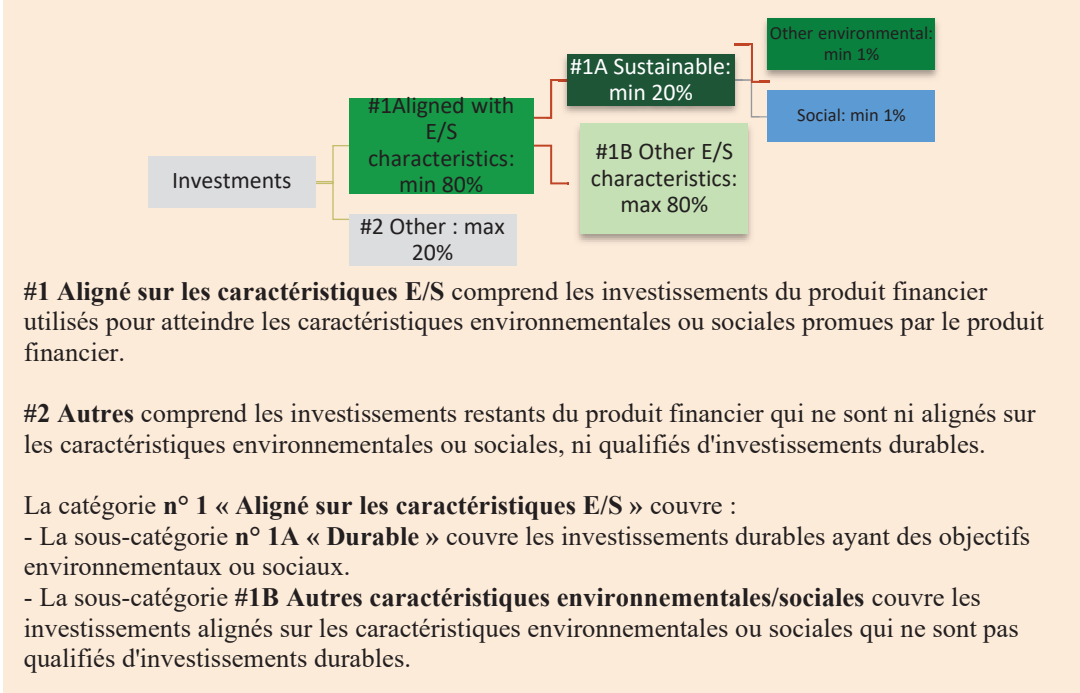 Other environmental:
min 1%
#1A Sustainable:
min 20%
#1Aligned with
E/S
characteristics:
min 80%
Social: min 1%
#1B Other E/S
characteristics:
max 80%
Investments
#2 Other : max
20%
#1 Aligné sur les caractéristiques E/S comprend les investissements du produit financier
utilisés pour atteindre les caractéristiques environnementales ou sociales promues par le produit
financier.
#2 Autres comprend les investissements restants du produit financier qui ne sont ni alignés sur
les caractéristiques environnementales ou sociales, ni qualifiés d'investissements durables.
La catégorie n° 1 « Aligné sur les caractéristiques E/S » couvre :
- La sous-catégorie n° 1A « Durable » couvre les investissements durables ayant des objectifs
environnementaux ou sociaux.
- La sous-catégorie #1B Autres caractéristiques environnementales/sociales couvre les
investissements alignés sur les caractéristiques environnementales ou sociales qui ne sont pas
qualifiés d'investissements durables.